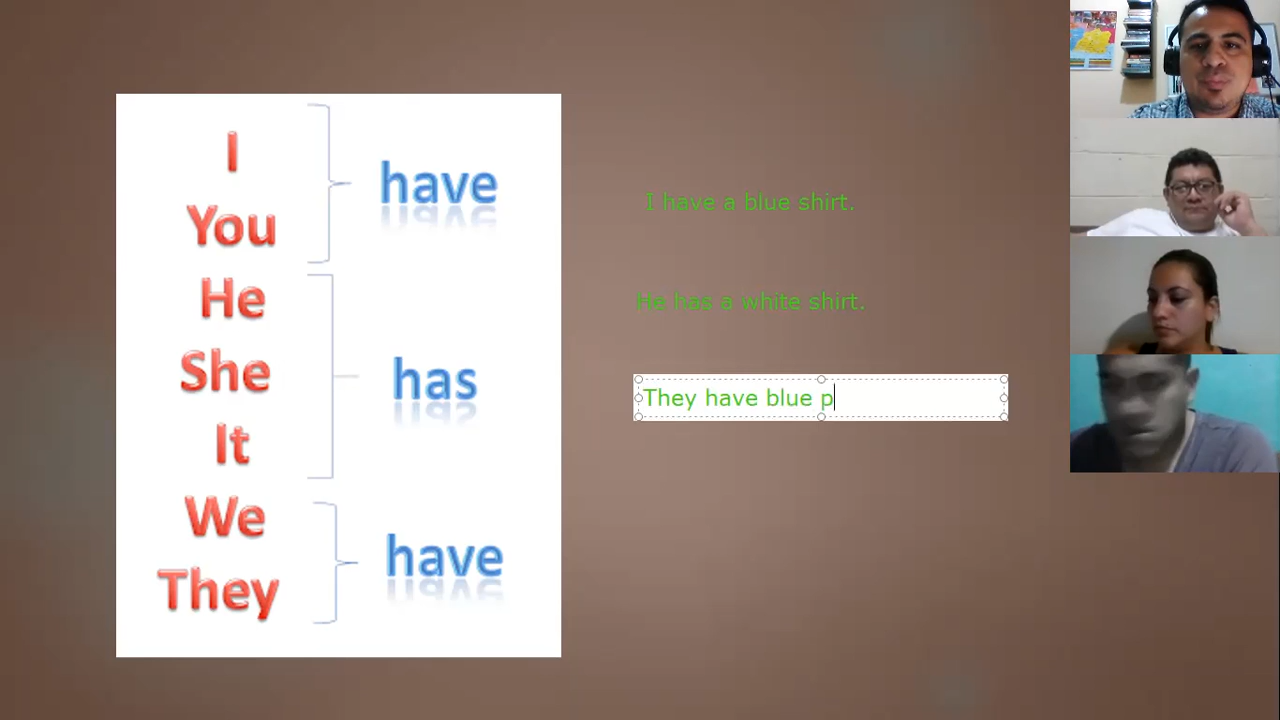 I
You
have
He
She
It
has
We
They
have
I have a blue shirt.
He has a white shirt.
They have blue p